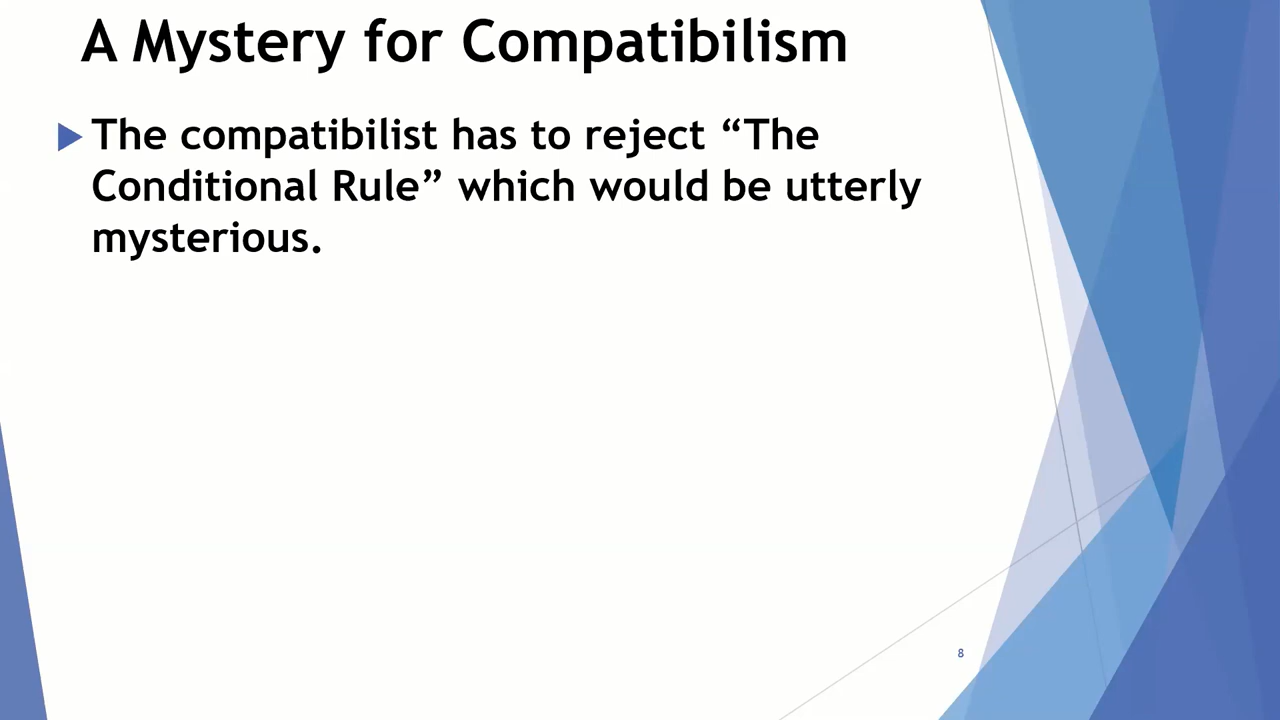 A Mystery for Compatibilism
The compatibilist has to reject “The
Conditional Rule” which would be utterly
mysterious.
8